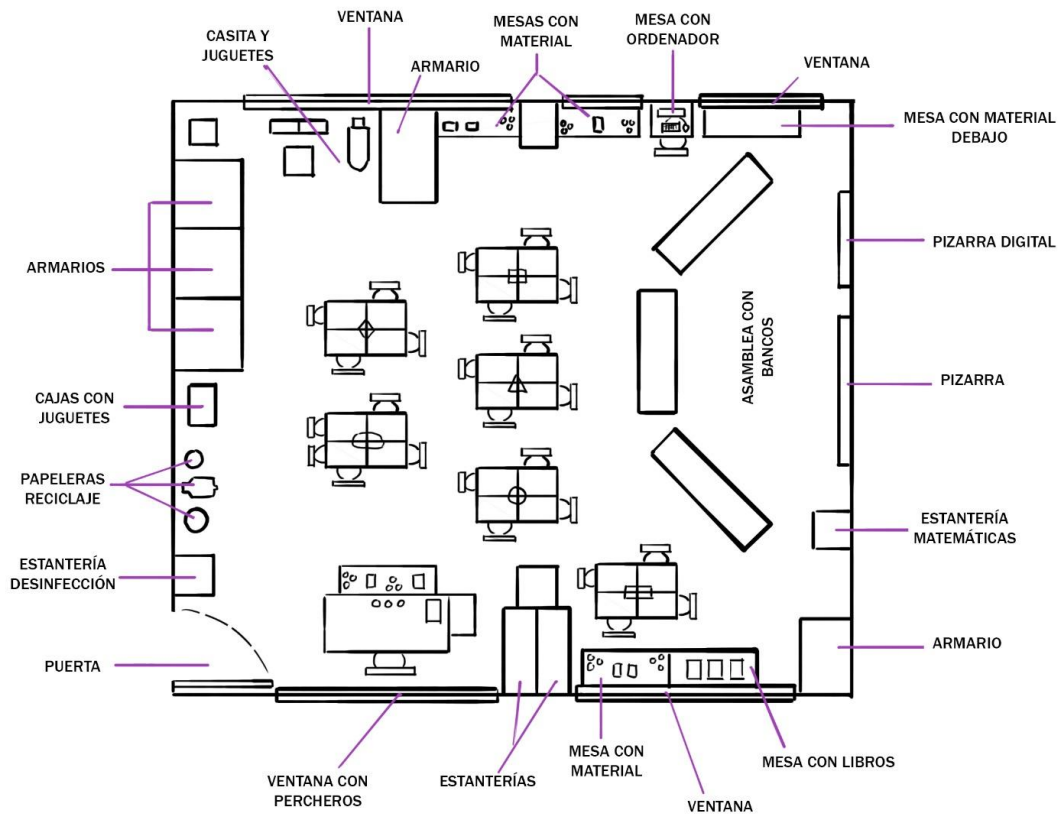 VENTANA
MESAS CON
MATERIAL
MESA CON
ORDENADOR
CASITA Y
JUGUETES
ARMARIO
VENTANA
MESA CON MATERIAL
DEBAJO
PIZARRA DIGITAL
ARMARIOS
ASAMBLEA CON
BANCOS
PIZARRA
CAJAS CON
JUGUETES
PAPELERAS
RECICLAJE
ESTANTERÍA
MATEMÁTICAS
ESTANTERÍA
DESINFECCIÓN
ARMARIO
PUERTA
VENTANA CON
PERCHEROS
ESTANTERÍAS
MESA CON
MATERIAL
MESA CON LIBROS
VENTANA